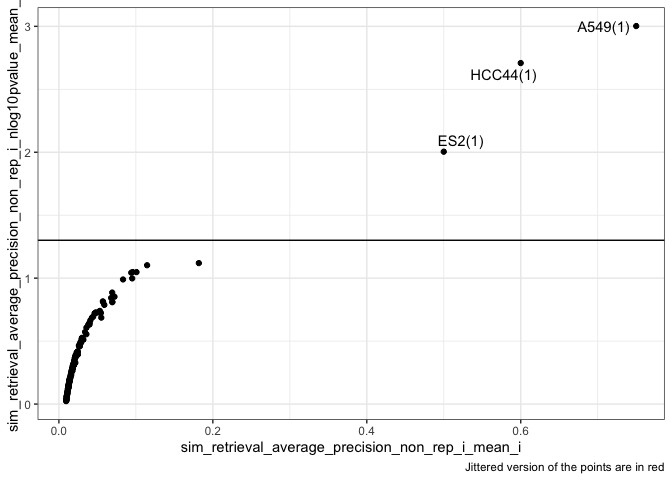 sim_retrieval_average_precision_non_rep_i_nlog10pvalue_mean_
3
2
1
0
A549(1)
HCC44(1)
ES2(1)
0.0
0.2
0.4
0.6
sim_retrieval_average_precision_non_rep_i_mean_i
Jittered version of the points are in red